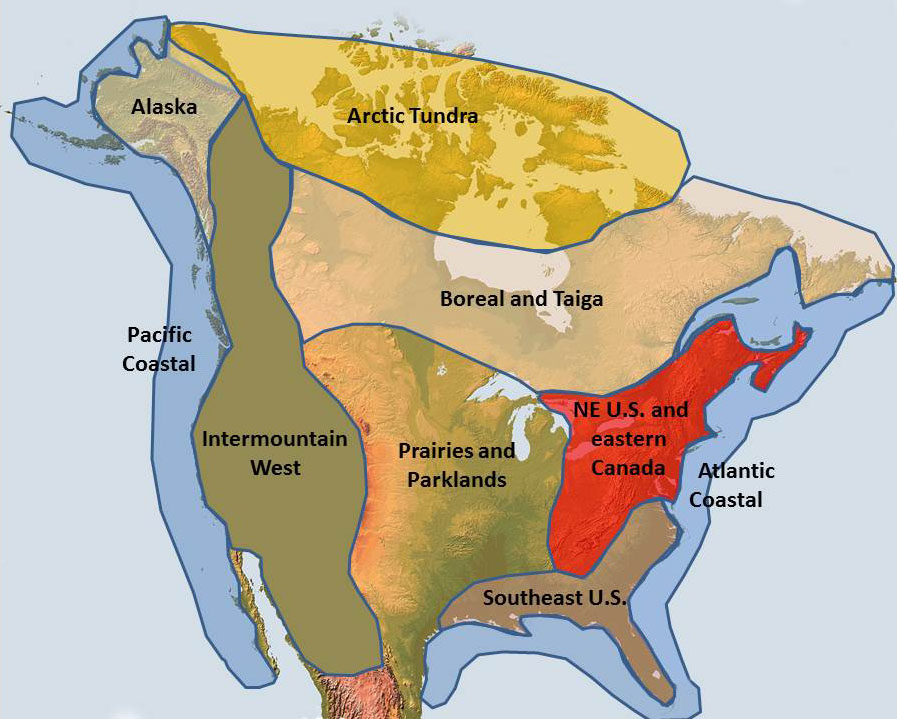 Alaska
Arctic Tundra
Boreal and Taiga
Pacific
Coastal
NE U.S. and
eastern
Canada
Intermountain
West
Prairies and
Parklands
Atlantic
Coastal
Southeast U.S.